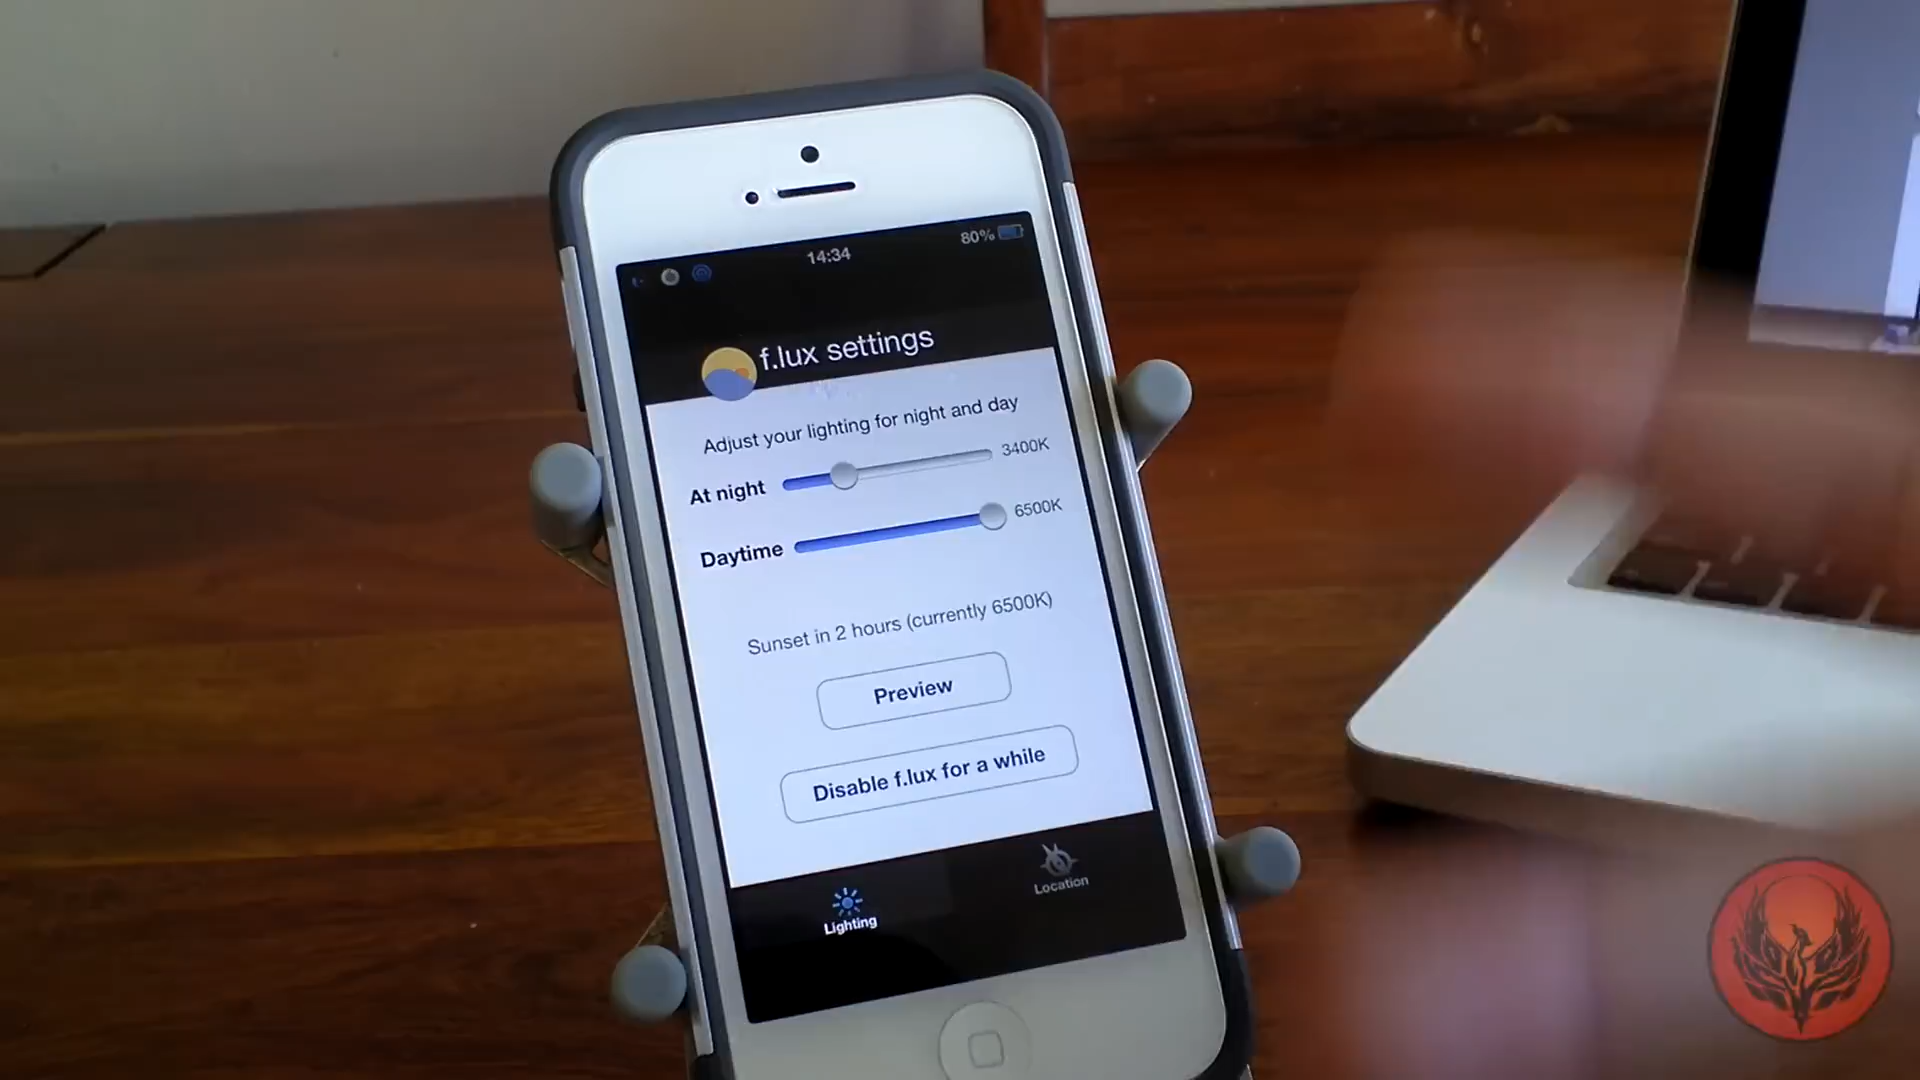 14:34
80%
f.lux settings
Adjust your lighting for night and day
At night
3400K
Daytime
6500K
Sunset in 2 hours (currently 6500K)
Preview
Disable f.lux for a while
Lighting
Location